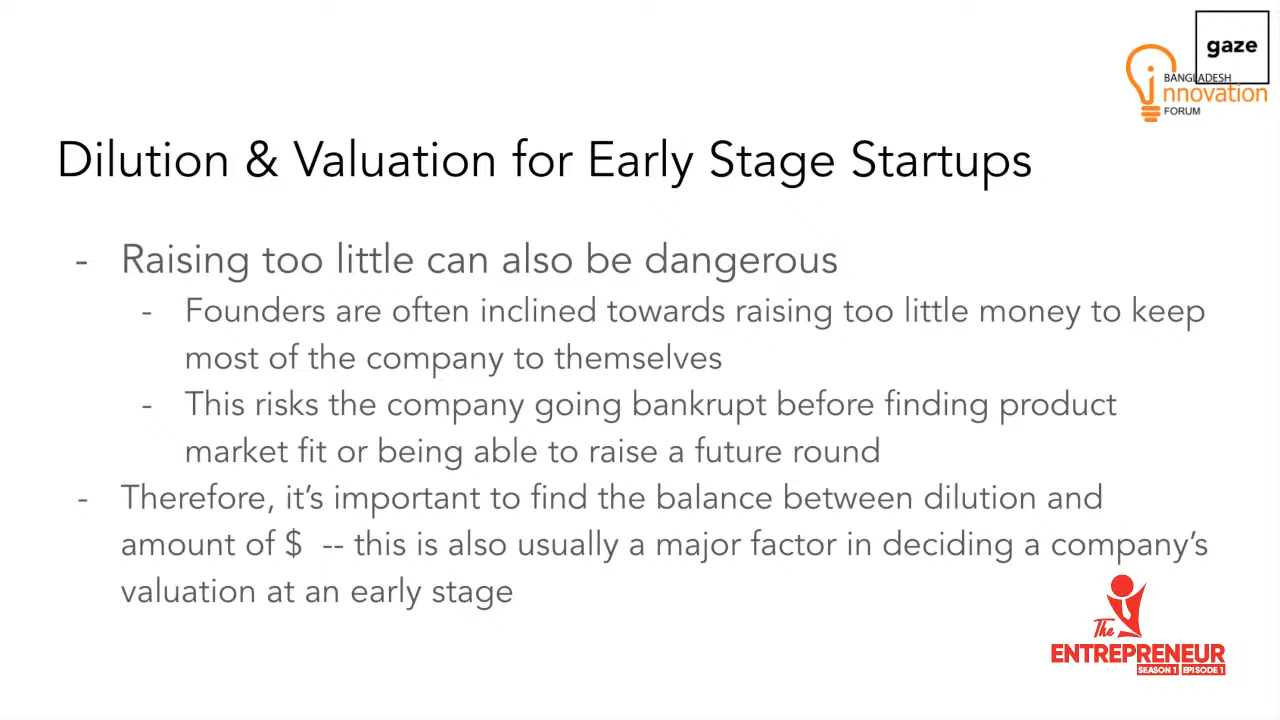 gaze
BANGLADESH
innovation
FORUM
Dilution & Valuation for Early Stage Startups
- Raising too little can also be dangerous
- Founders are often inclined towards raising too little money to keep
most of the company to themselves
- This risks the company going bankrupt before finding product
market fit or being able to raise a future round
- Therefore, it’s important to find the balance between dilution and
amount of $ -- this is also usually a major factor in deciding a company’s
valuation at an early stage
The
ENTREPRENEUR
SEASON 1 EPISODE 1